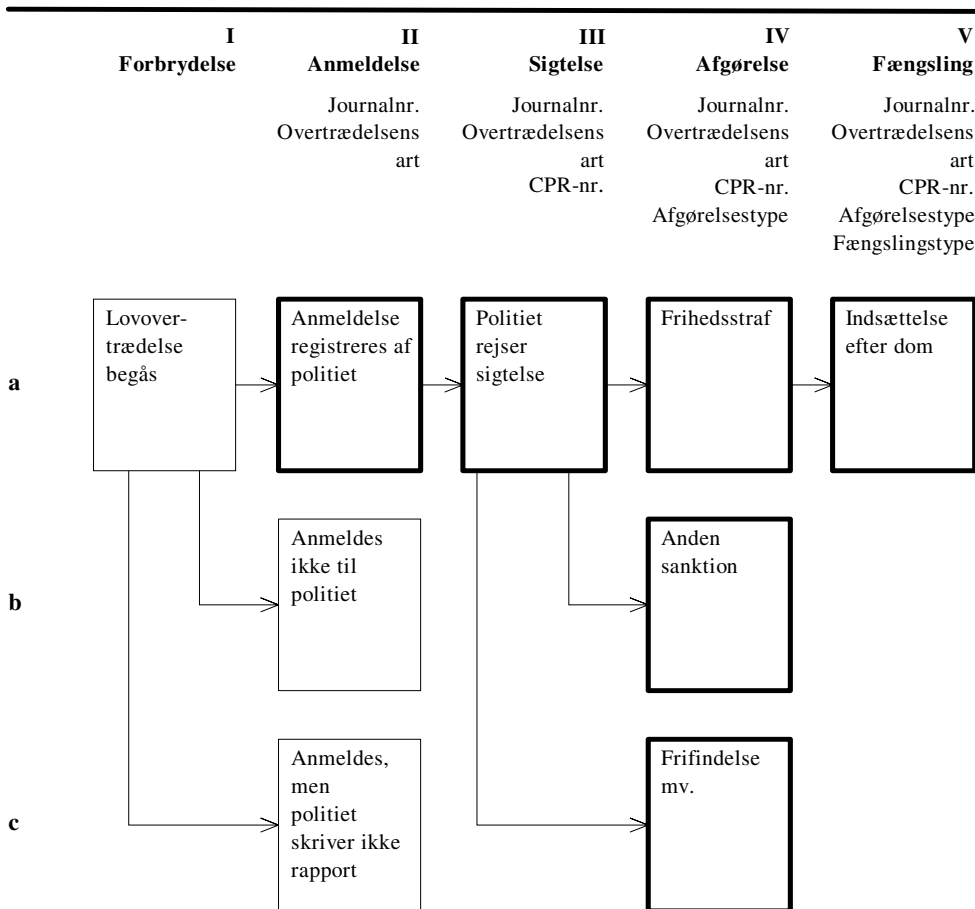 I II III IV V
Forbrydelse Anmeldelse Sigtelse Afgørelse Fængsling
Journalnr. Journalnr. Journalnr. Journalnr.
Overtrædelsens Overtrædelsens Overtrædelsens Overtrædelsens
art art art art
CPR-nr. CPR-nr. CPR-nr.
Afgørelsestype Afgørelsestype
Fængslingstype
a
Lovover-
trædelse
begås
Anmeldelse
registreres af
politiet
Politiet
rejser
sigtelse
Frihedsstraf
Indsættelse
efter dom
b
Anmeldes
ikke til
politiet
Anden
sanktion
c
Anmeldes,
men
politiet
skriver ikke
rapport
Frifindelse
mv.